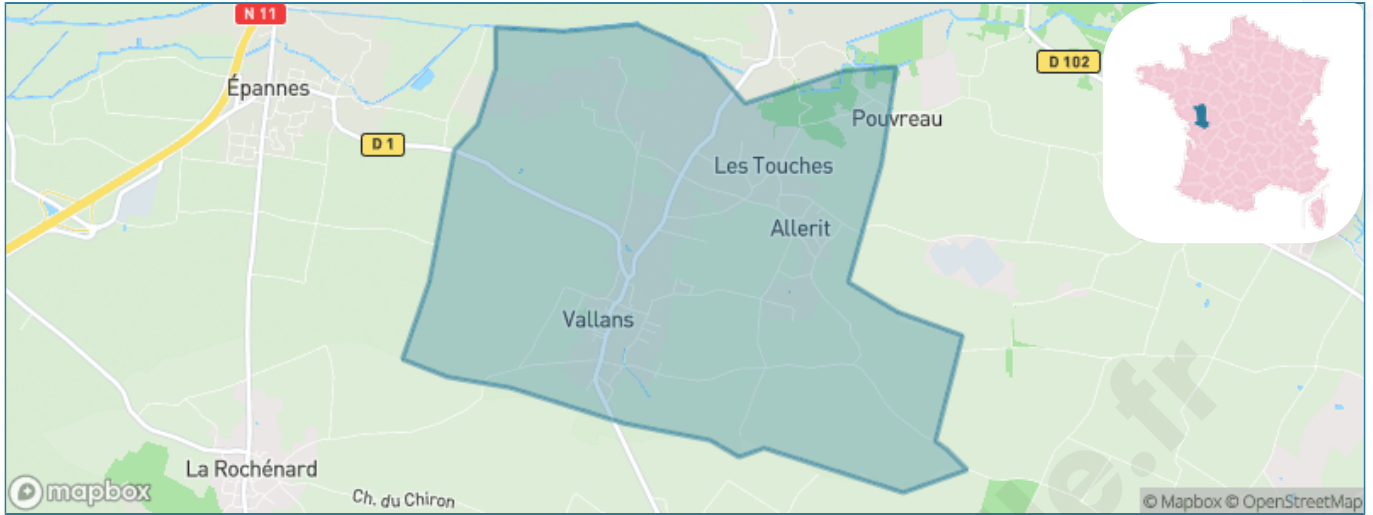 N 11
D 102
Épannes
Pouvreau
D 1
Les Touches
Allerit
Vallans
La Rochénard
Ch. du Chiron
mapbox
© Mapbox © OpenStreetMap